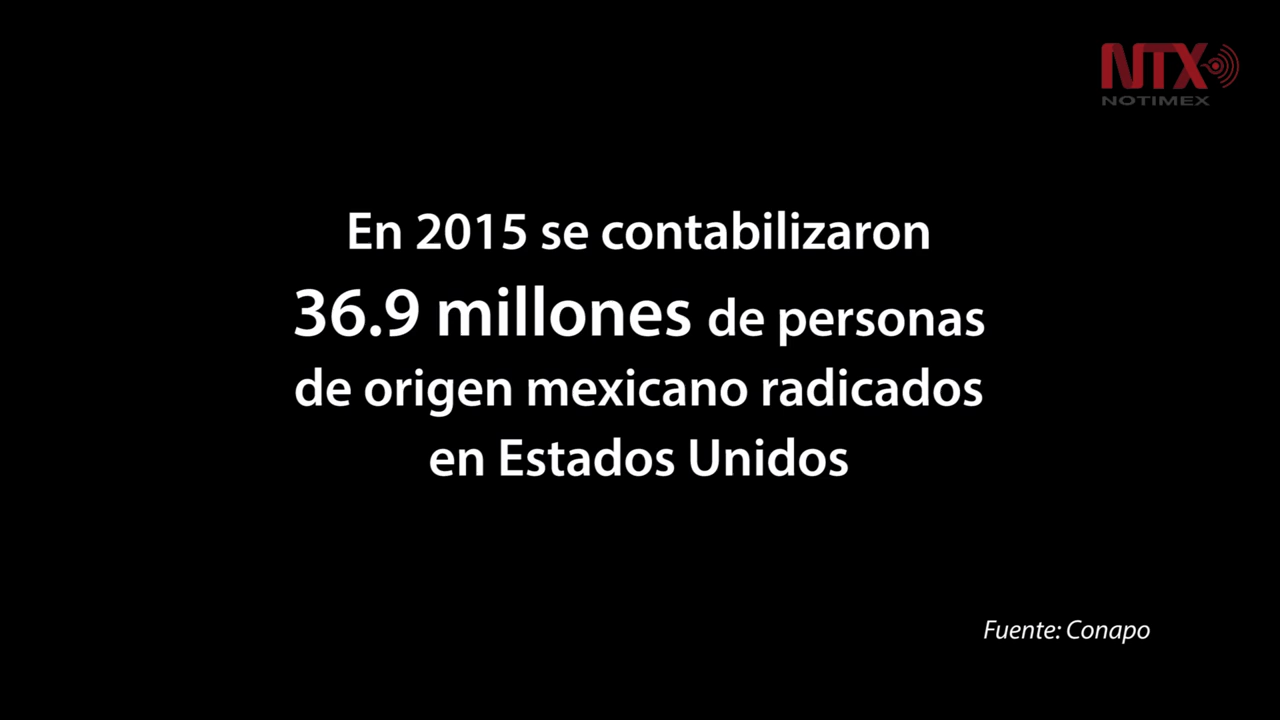 NTX
NOTIMEX
En 2015 se contabilizaron
36.9 millones de personas
de origen mexicano radicados
en Estados Unidos
Fuente: Conapo